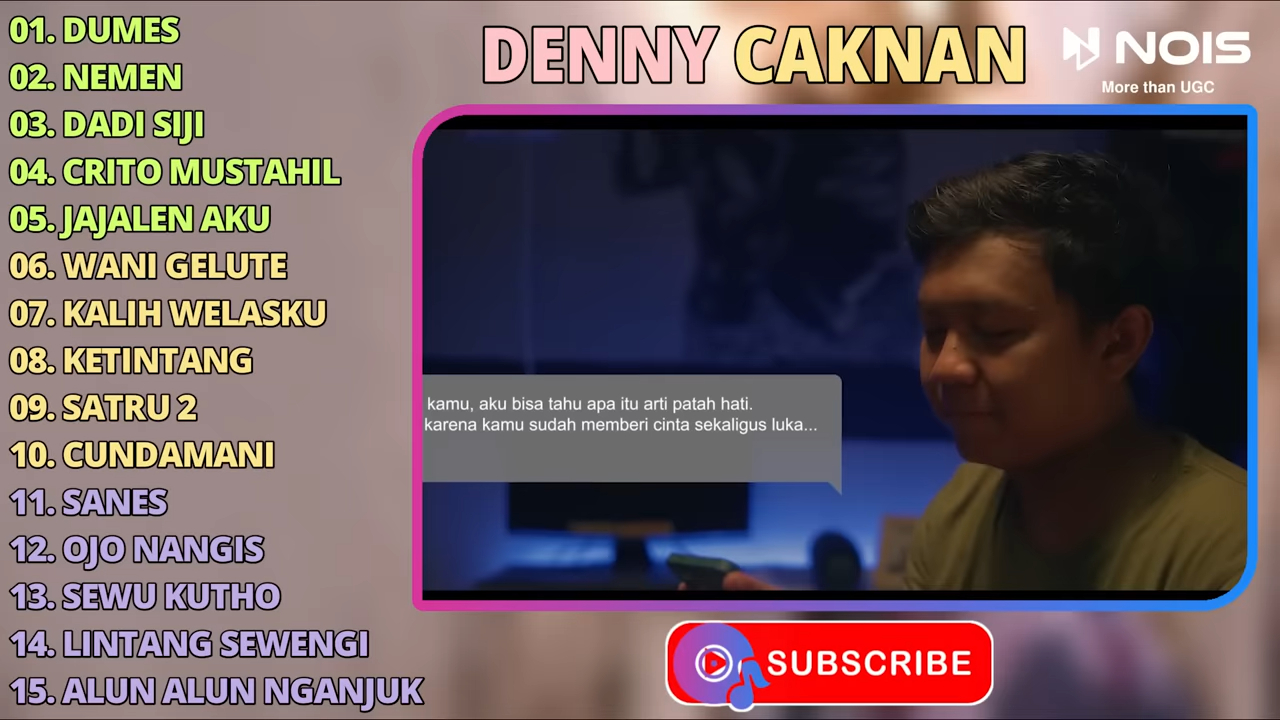 01. DUMES
02. NEMEN
03. DADI SIJI
04. CRITO MUSTAHIL
05. JAJALEN AKU
06. WANI GELUTE
07. KALIH WELASKU
08. KETINTANG
09. SATRU 2
10. CUNDAMANI
11. SANES
12. OJO NANGIS
13. SEWU KUTHO
14. LINTANG SEWENGI
15. ALUN ALUN NGANJUK
DENNY CAKNAN
NOIS
More than UGC
kamu, aku bisa tahu apa itu arti patah hati.
karena kamu sudah memberi cinta sekaligus luka...
SUBSCRIBE